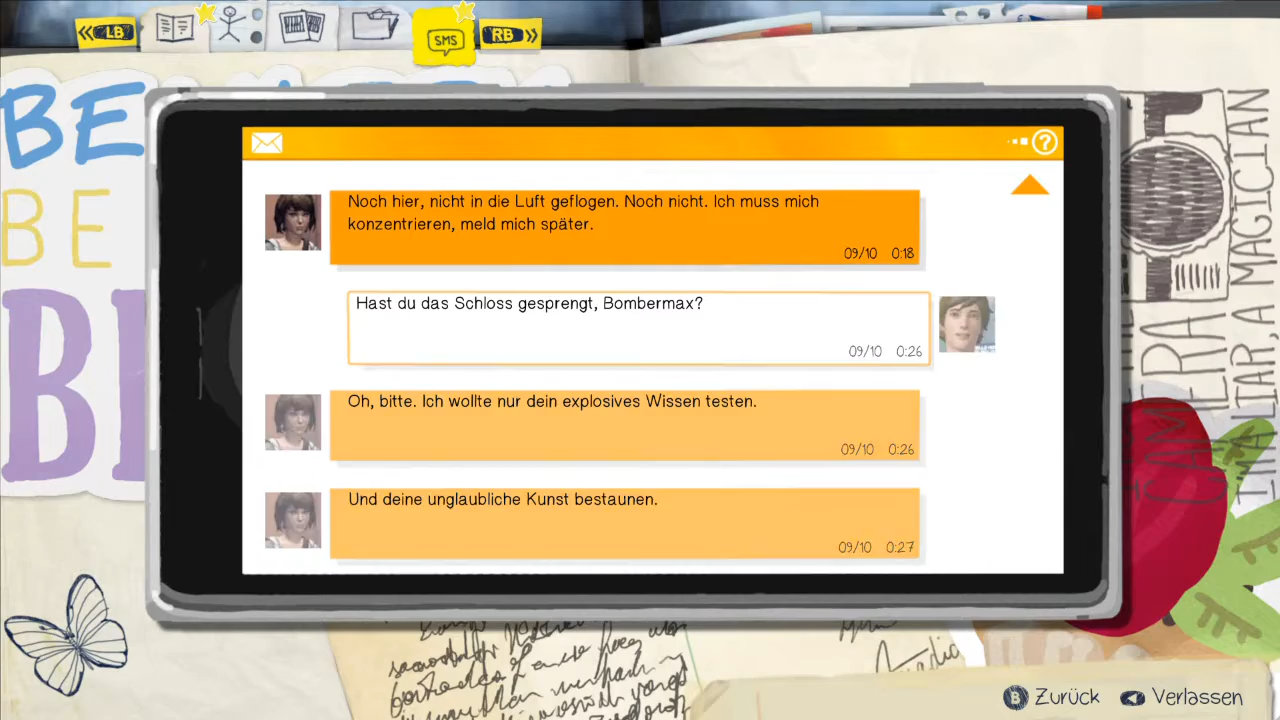 LB
SMS
RB
BE
BE
Noch hier, nicht in die Luft geflogen. Noch nicht. Ich muss mich
konzentrieren, meld mich später.
09/10 0:18
Hast du das Schloss gesprengt, Bombermax?
09/10 0:26
Oh, bitte. Ich wollte nur dein explosives Wissen testen.
09/10 0:26
Und deine unglaubliche Kunst bestaunen.
09/10 0:27
CAMERA
A MAGICIAN
B Zurück
Verlassen